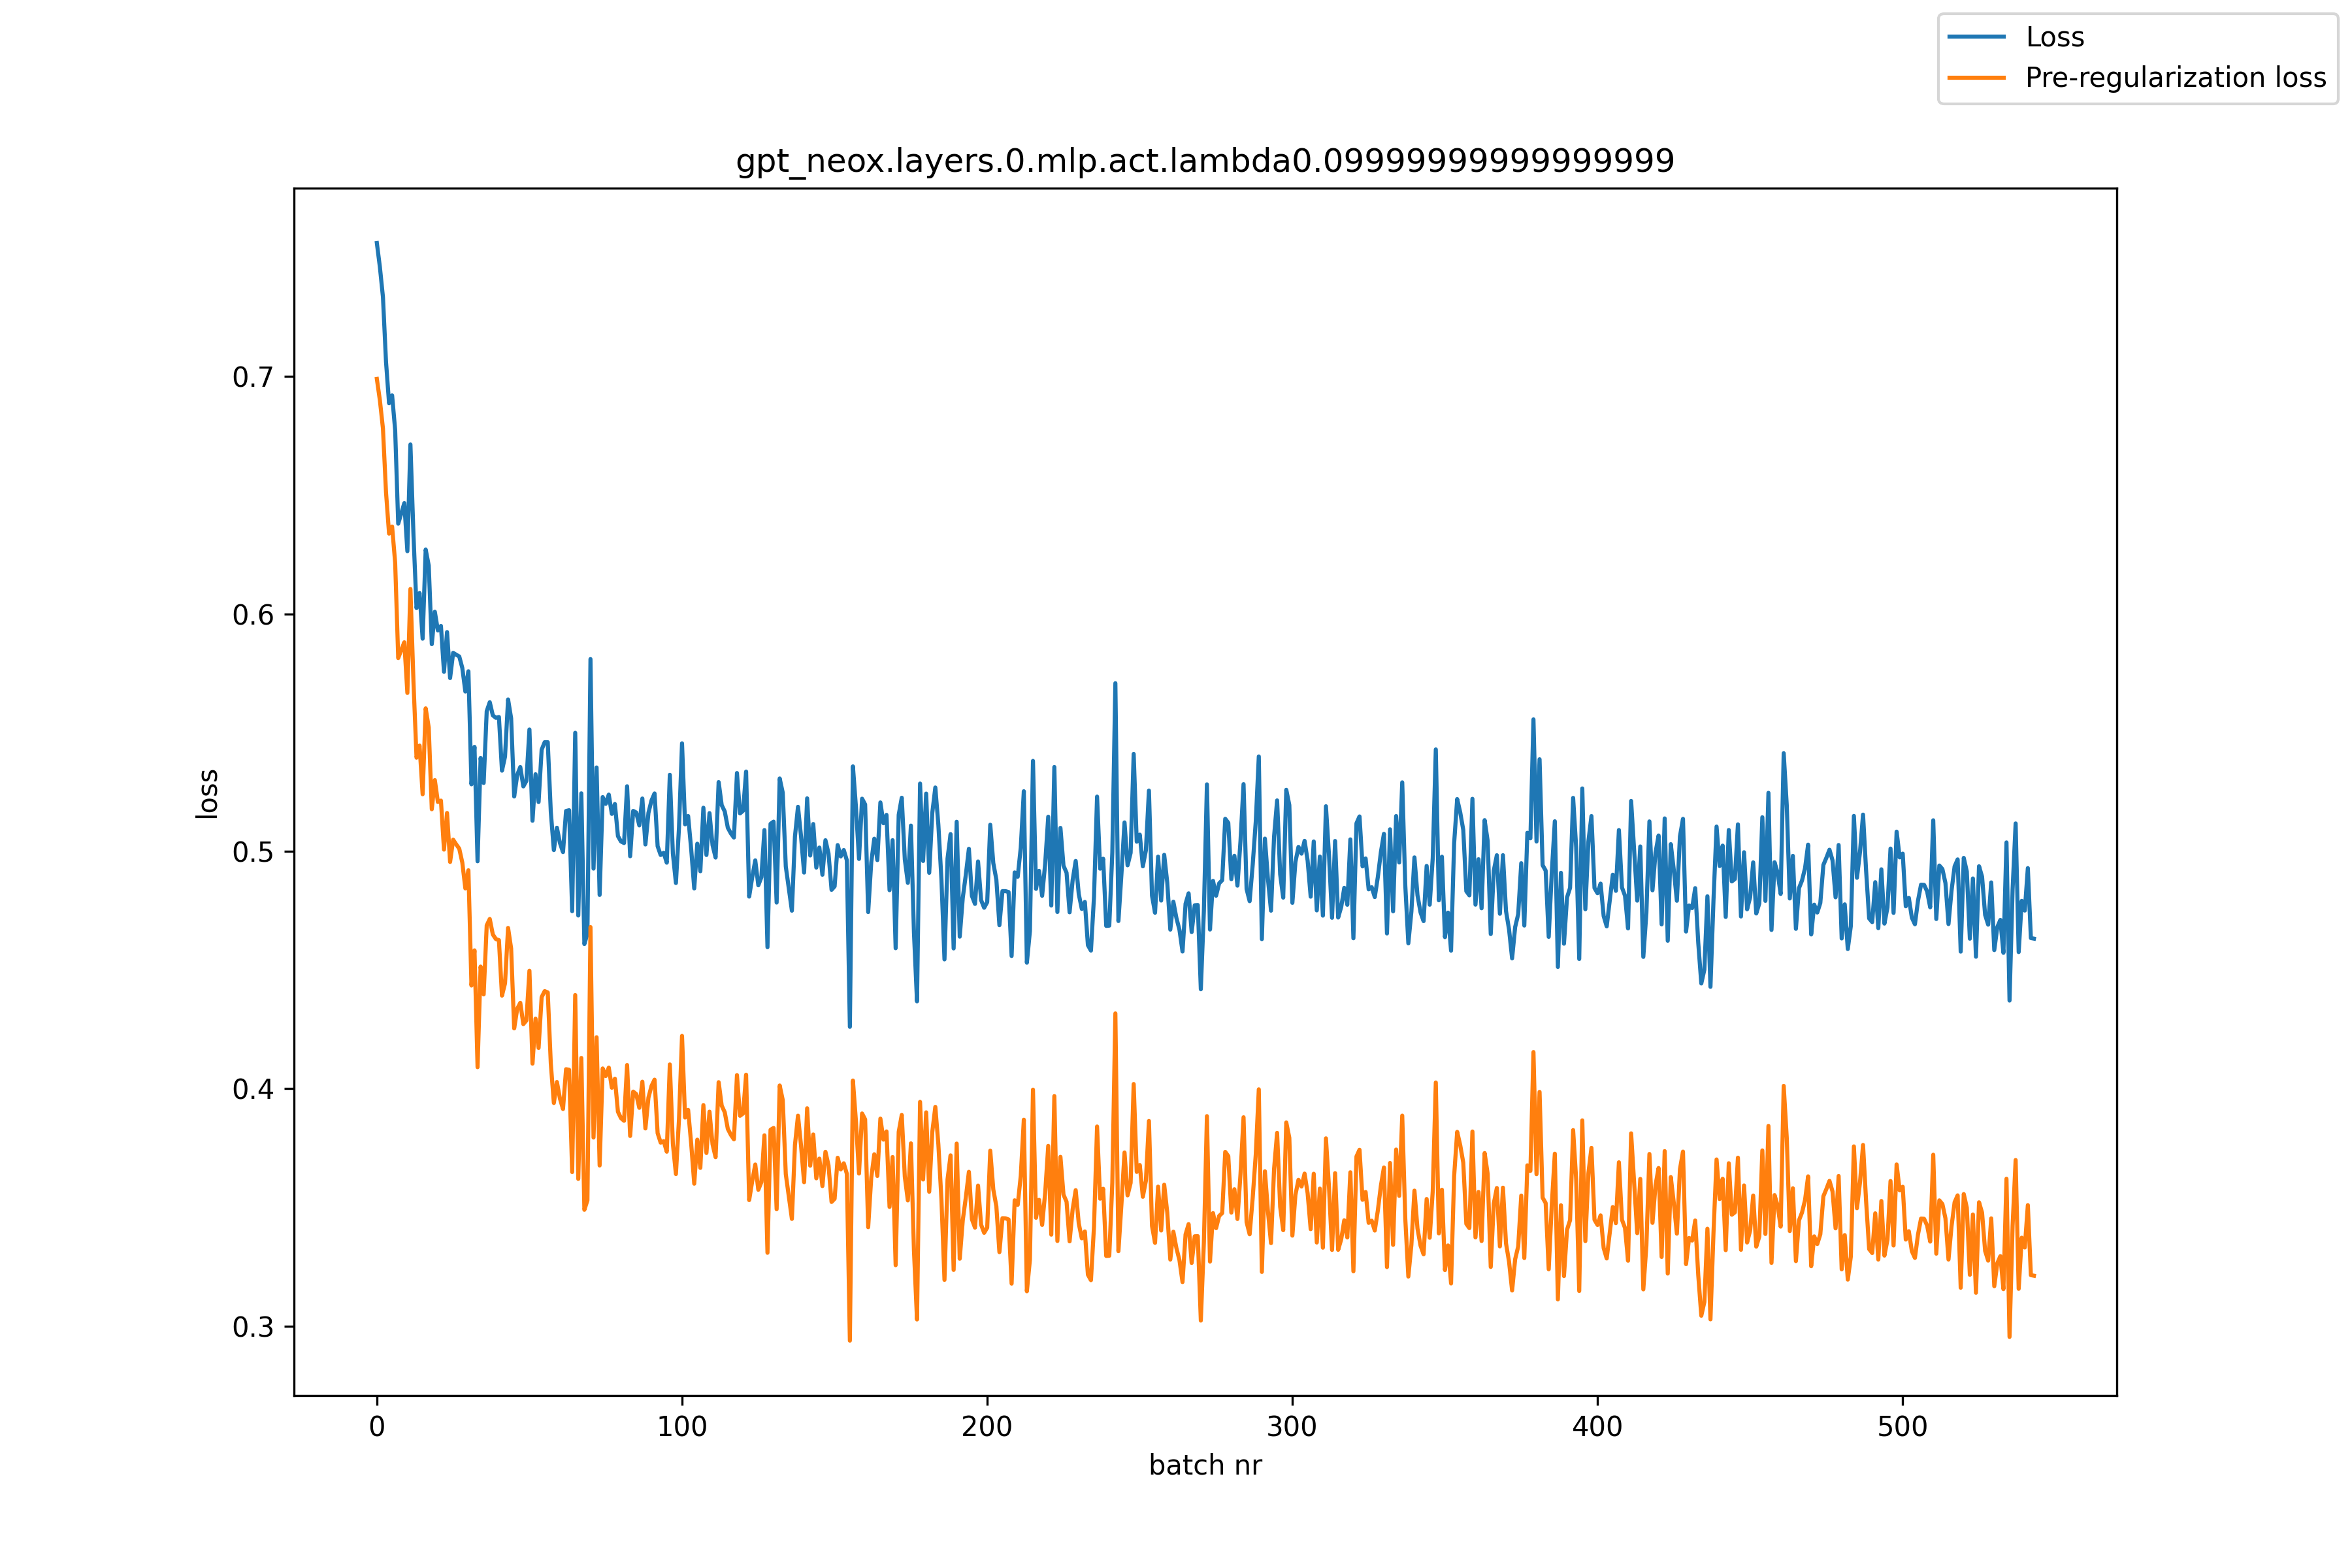 Loss
Pre-regularization loss
gpt_neox.layers.0.mlp.act.lambda0.09999999999999999
0.7
0.6
0.5
0.4
0.3
loss
0
100
200
300
400
500
batch nr